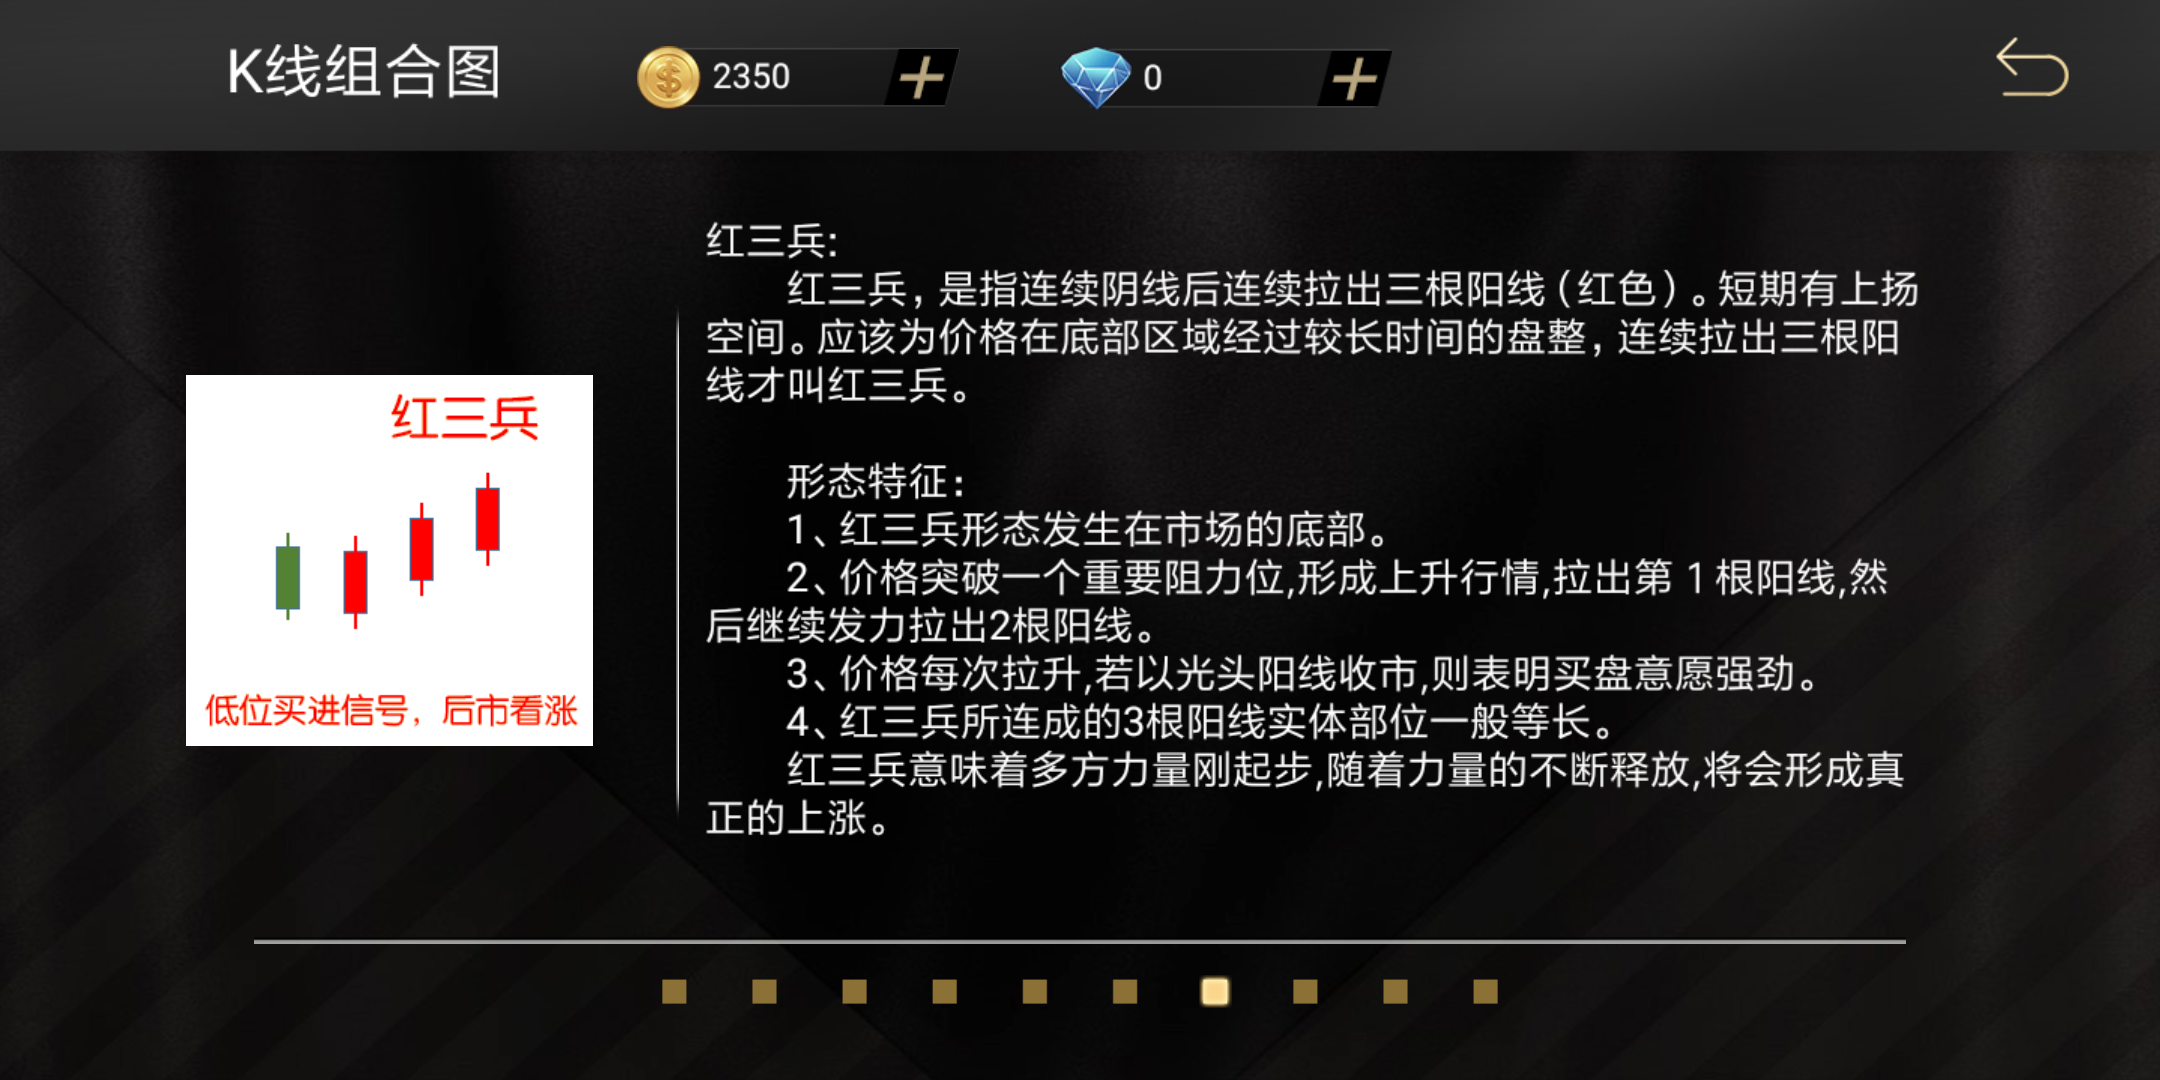 K线组合图
2350
0
红三兵:
红三兵，是指连续阴线后连续拉出三根阳线（红色）。短期有上扬
空间。应该为价格在底部区域经过较长时间的盘整，连续拉出三根阳
线才叫红三兵。
形态特征：
1、红三兵形态发生在市场的底部。
2、价格突破一个重要阻力位,形成上升行情,拉出第 1 根阳线,然
后继续发力拉出2根阳线。
3、价格每次拉升,若以光头阳线收市,则表明买盘意愿强劲。
4、红三兵所连成的3根阳线实体部位一般等长。
红三兵意味着多方力量刚起步,随着力量的不断释放,将会形成真
正的上涨。
红三兵
低位买进信号，后市看涨